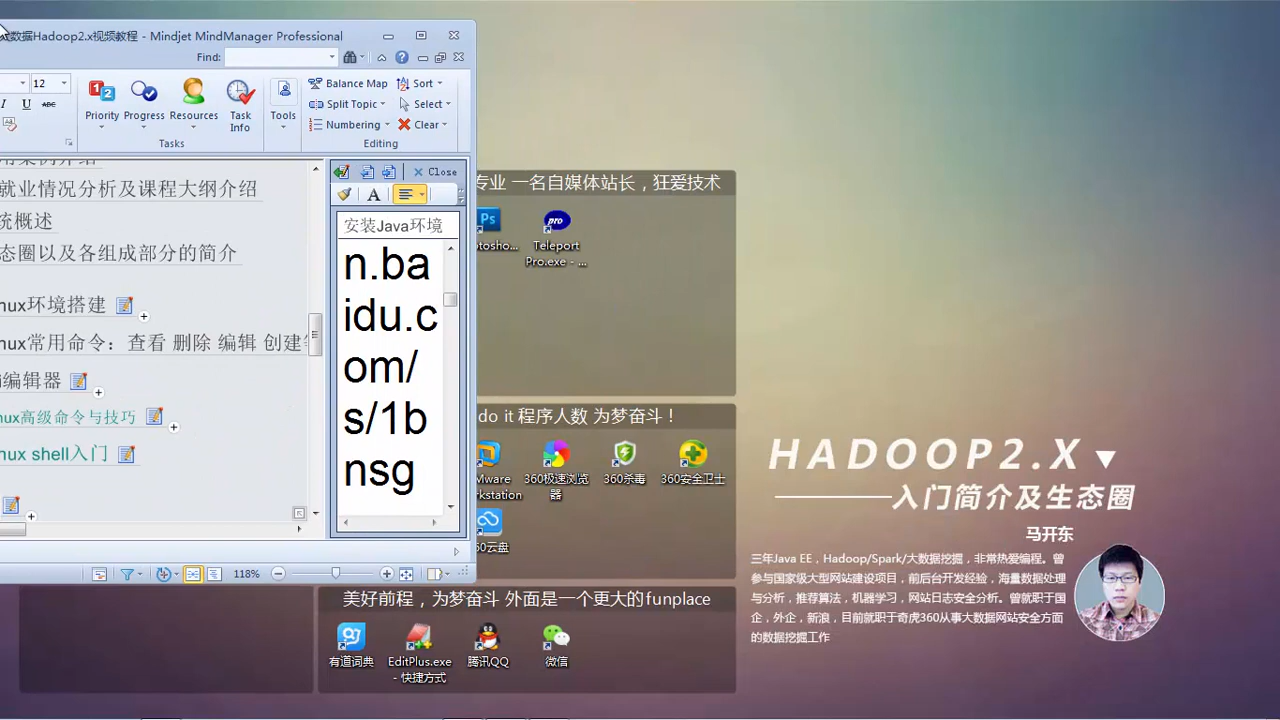 数据Hadoop2.x视频教程 - Mindjet MindManager Professional
Find:
12
Balance Map
Sort
I U ABC
Priority
Progress
Resources
Task Info
Tools
Split Topic
Select
Numbering
Clear
Tasks
Editing
就业情况分析及课程大纲介绍
统概述
态圈以及各组成部分的简介
nux环境搭建
nux常用命令：查看 删除 编辑 创建
编辑器
nux高级命令与技巧
nux shell入门
Close
A
安装Java环境
n.ba
idu.c
om/
s/1b
nsg
118%
专业 一名自媒体站长，狂爱技术
Ps
otosho...
pro
Teleport
Pro.exe - ...
do it 程序人数 为梦奋斗！
Mware
rkstation
360极速浏览
器
360杀毒
360安全卫士
60云盘
美好前程，为梦奋斗 外面是一个更大的funplace
有道词典
EditPlus.exe
- 快捷方式
腾讯QQ
微信
HADOOP2.X
入门简介及生态圈
马开东
三年Java EE，Hadoop/Spark/大数据挖掘，非常热爱编程。曾
参与国家级大型网站建设项目，前后台开发经验，海量数据处理
与分析，推荐算法，机器学习，网站日志安全分析。曾就职于国
企，外企，新浪，目前就职于奇虎360从事大数据网站安全方面
的数据挖掘工作